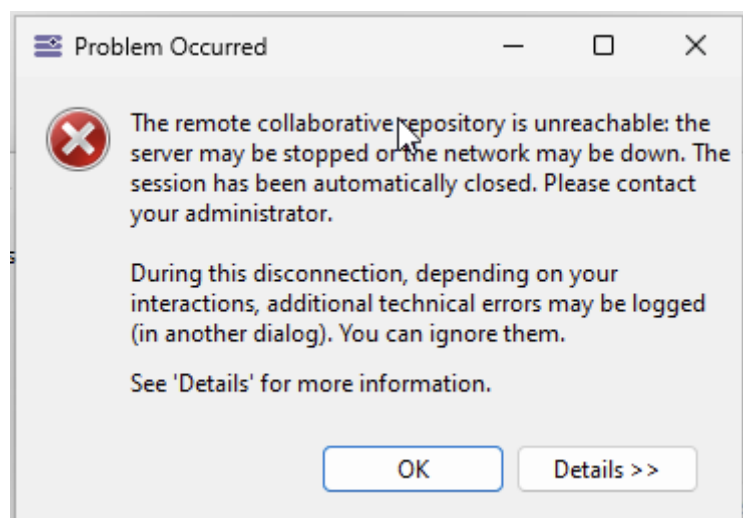 Problem Occurred
The remote collaborative repository is unreachable: the
server may be stopped or the network may be down. The
session has been automatically closed. Please contact
your administrator.
During this disconnection, depending on your
interactions, additional technical errors may be logged
(in another dialog). You can ignore them.
See 'Details' for more information.
OK
Details >>